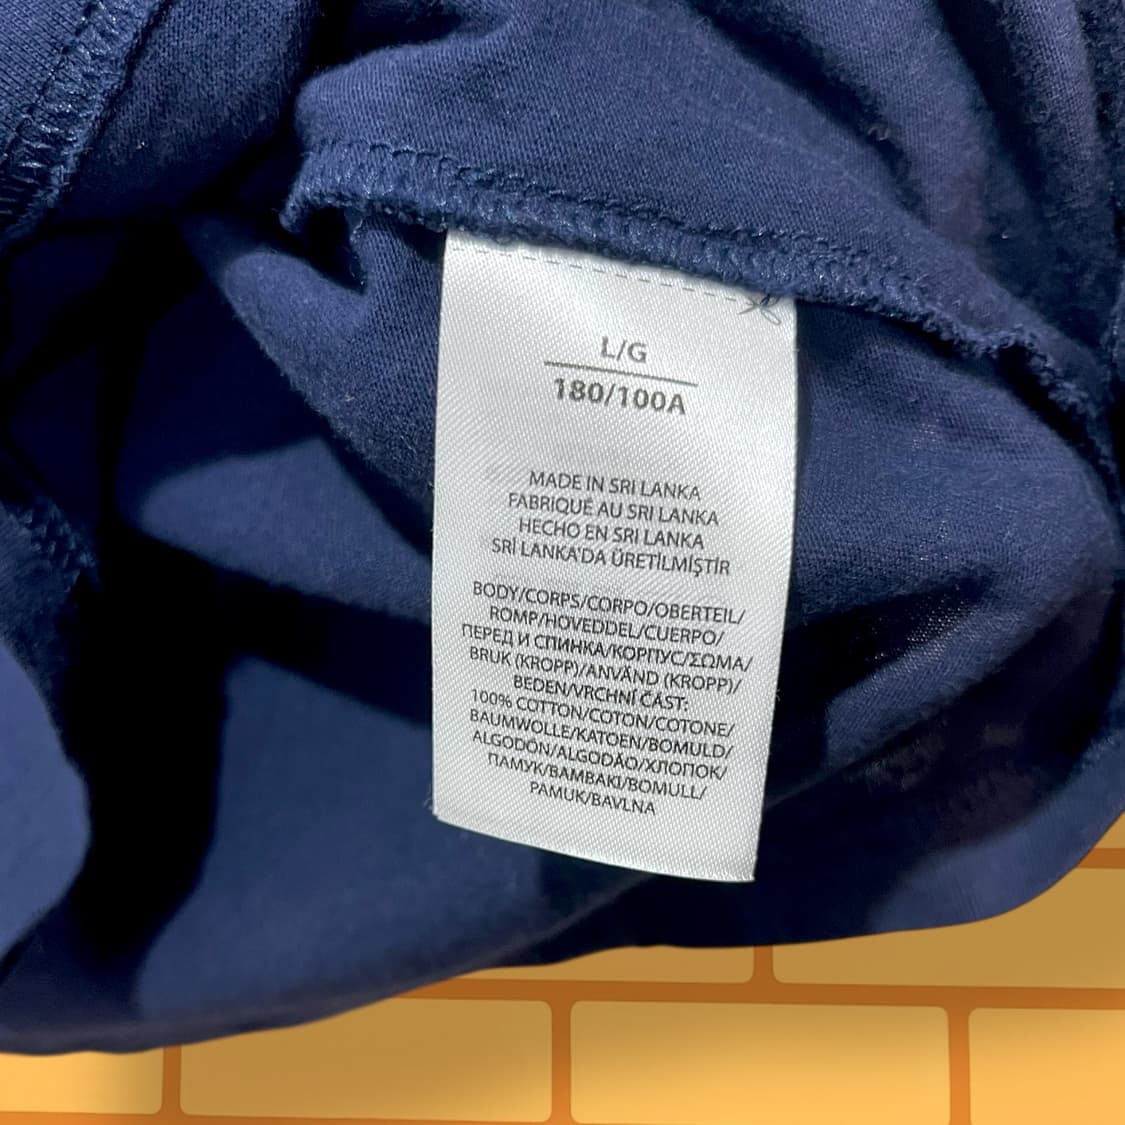 L/G
180/100A
MADE IN SRI LANKA
FABRIQUÉ AU SRI LANKA
HECHO EN SRI LANKA
SRİ LANKA'DA ÜRETİLMİŞTİR
BODY/CORPS/CORPO/OBERTEIL/
ROMP/HOVEDDEL/CUERPO/
ПЕРЕД И СПИНКА/КОРПУС/ΣΩΜΑ/
BRUK (KROPP)/ANVÄND (KROPP)/
BEDEN/VRCHNÍ ČÁST:
100% COTTON/COTON/COTONE/
BAUMWOLLE/KATOEN/BOMULD/
ALGODÓN/ALGODÃO/ХЛОПОК/
ПАМУК/ΒΑΜΒΑΚΙ/BOMULL/
PAMUK/BAVLNA